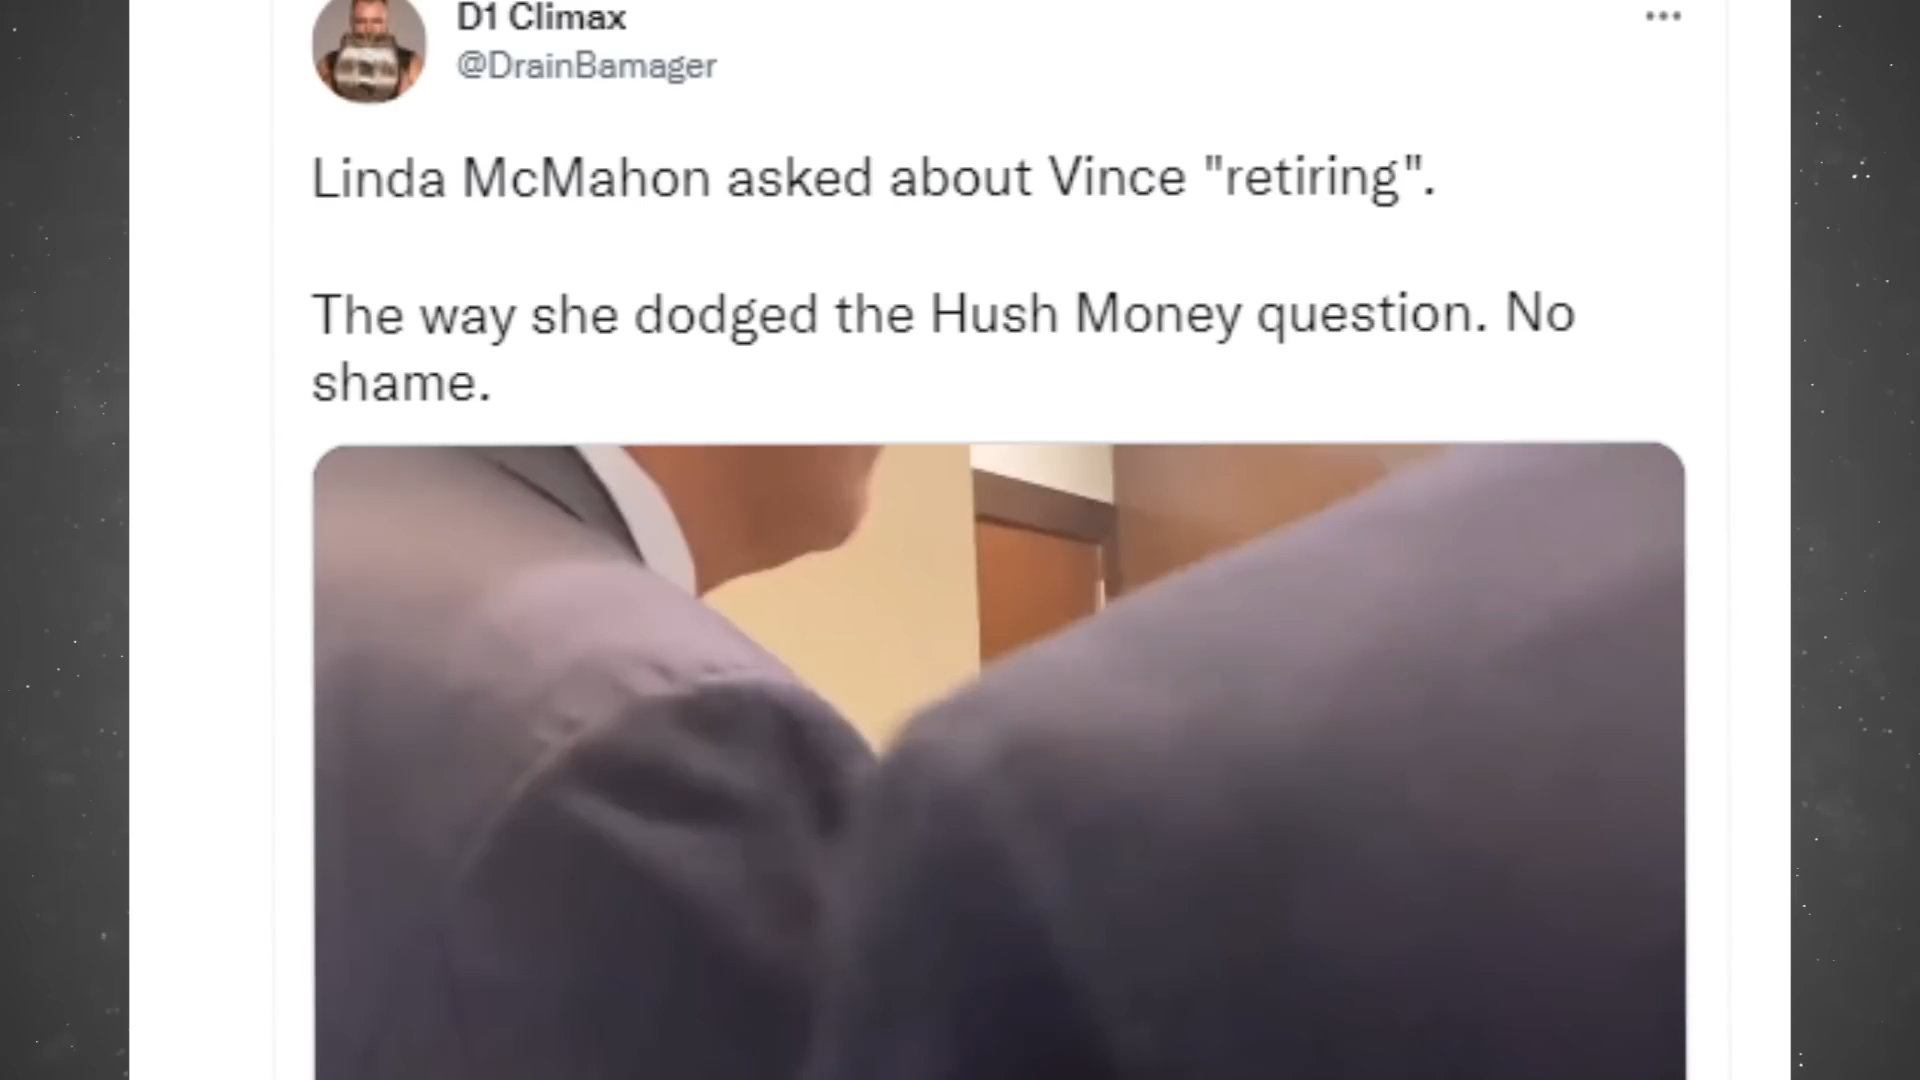 D1 Climax
@DrainBamager
Linda McMahon asked about Vince "retiring".
The way she dodged the Hush Money question. No
shame.